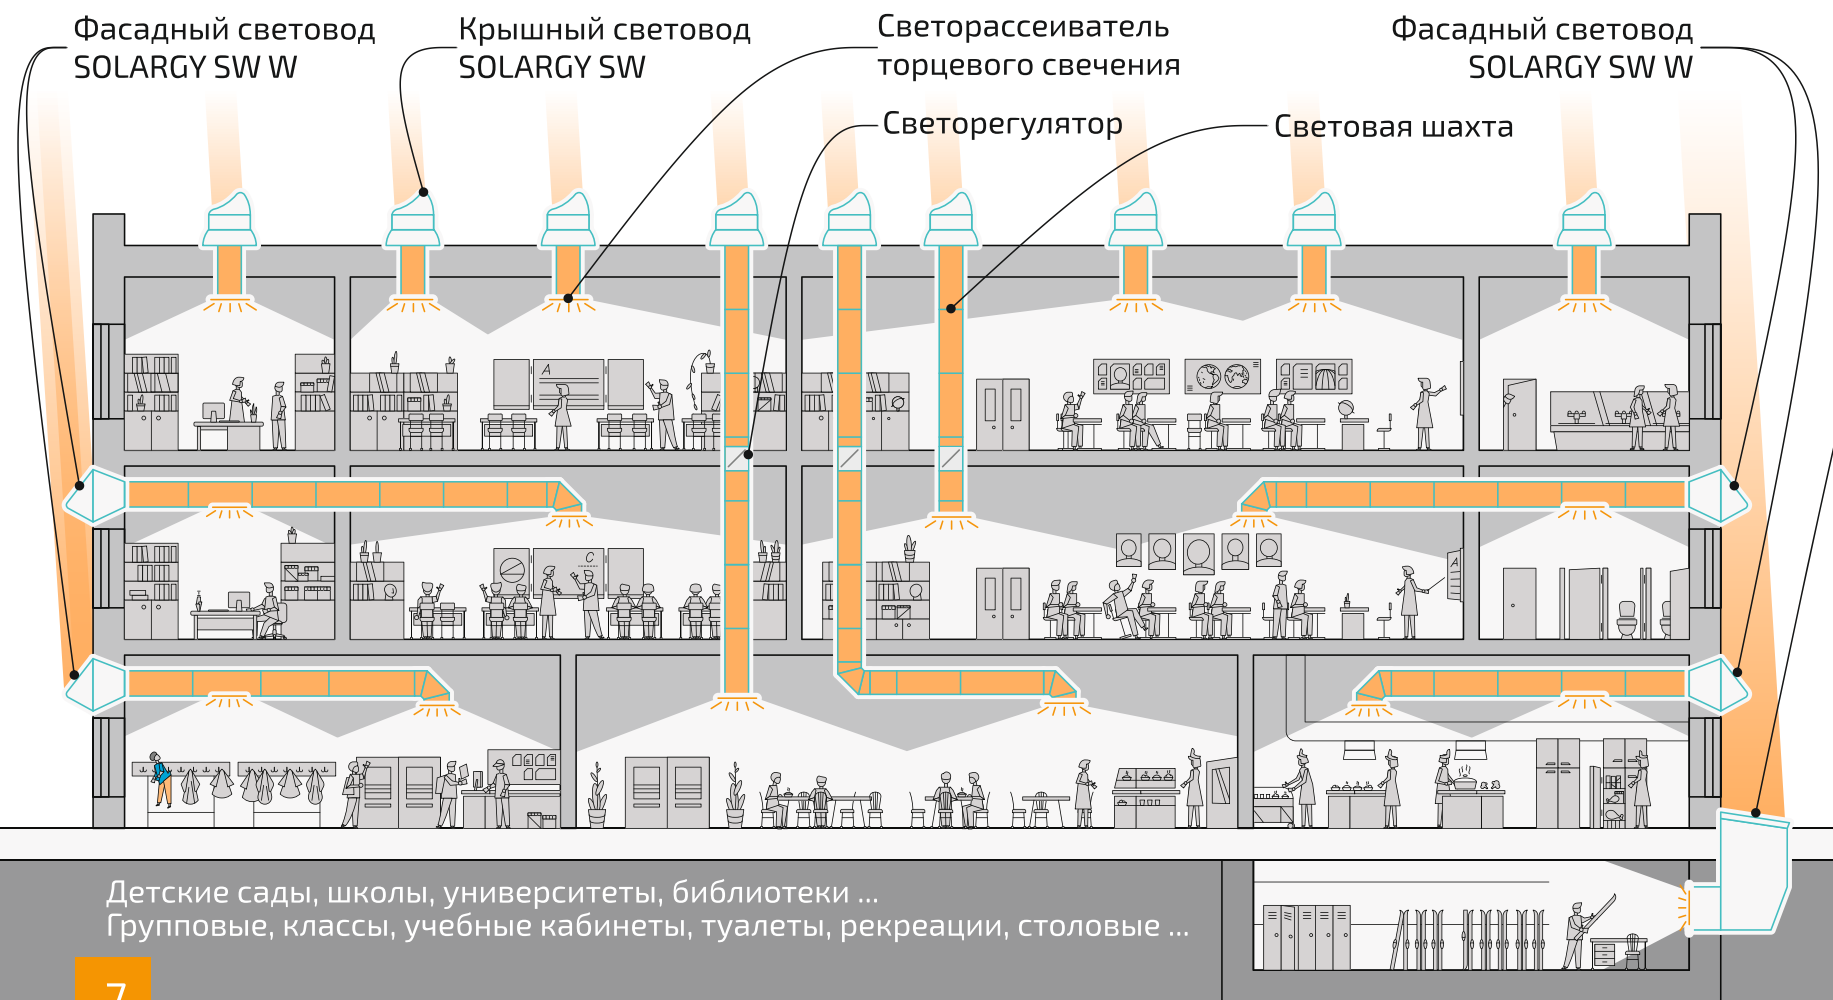 Фасадный световод
SOLARGY SW W
Крышный световод
SOLARGY SW
Светорассеиватель
торцевого свечения
Фасадный световод
SOLARGY SW W
Светорегулятор
Световая шахта
A
C
A
Детские сады, школы, университеты, библиотеки ...
Групповые, классы, учебные кабинеты, туалеты, рекреации, столовые ...
7